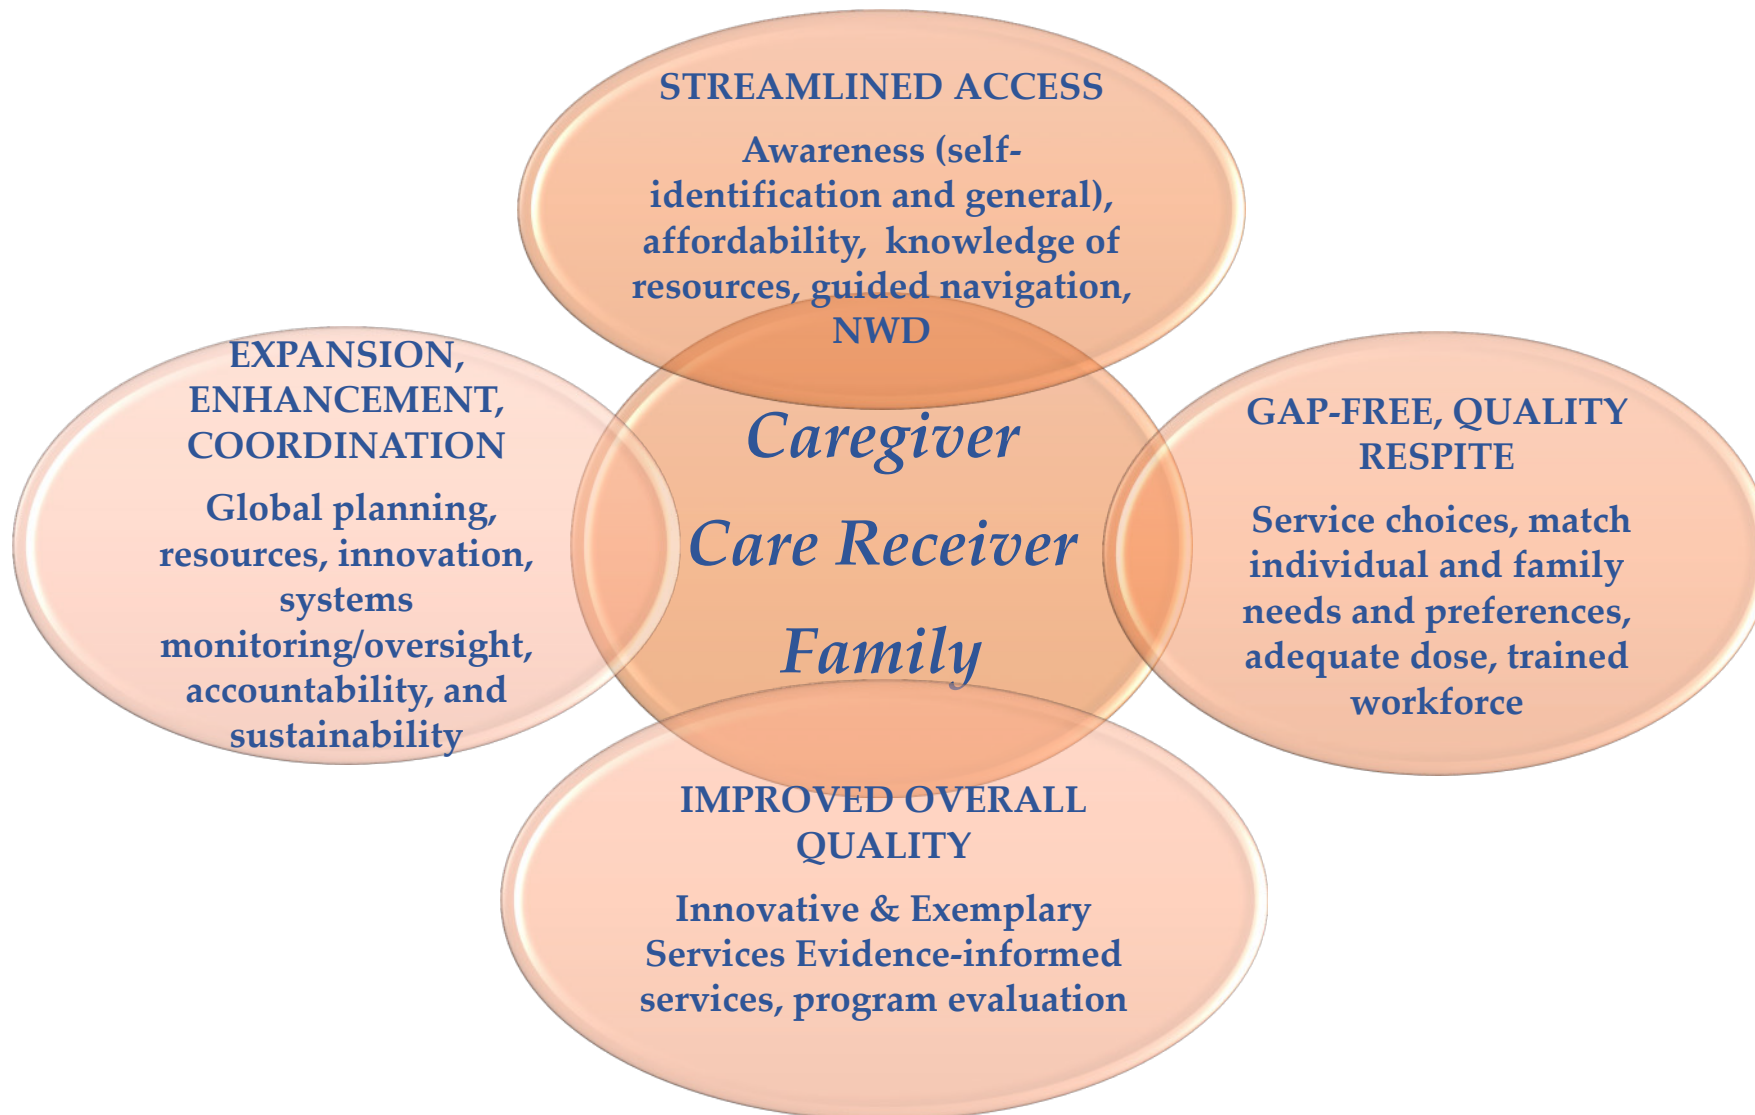 STREAMLINED ACCESS
Awareness (self-
identification and general),
affordability,  knowledge of
resources, guided navigation,
NWD
EXPANSION,
ENHANCEMENT,
COORDINATION
Global planning,
resources, innovation,
systems
monitoring/oversight,
accountability, and
sustainability
Caregiver
Care Receiver
Family
GAP-FREE, QUALITY
RESPITE
Service choices, match
individual and family
needs and preferences,
adequate dose, trained
workforce
IMPROVED OVERALL
QUALITY
Innovative & Exemplary
Services Evidence-informed
services, program evaluation